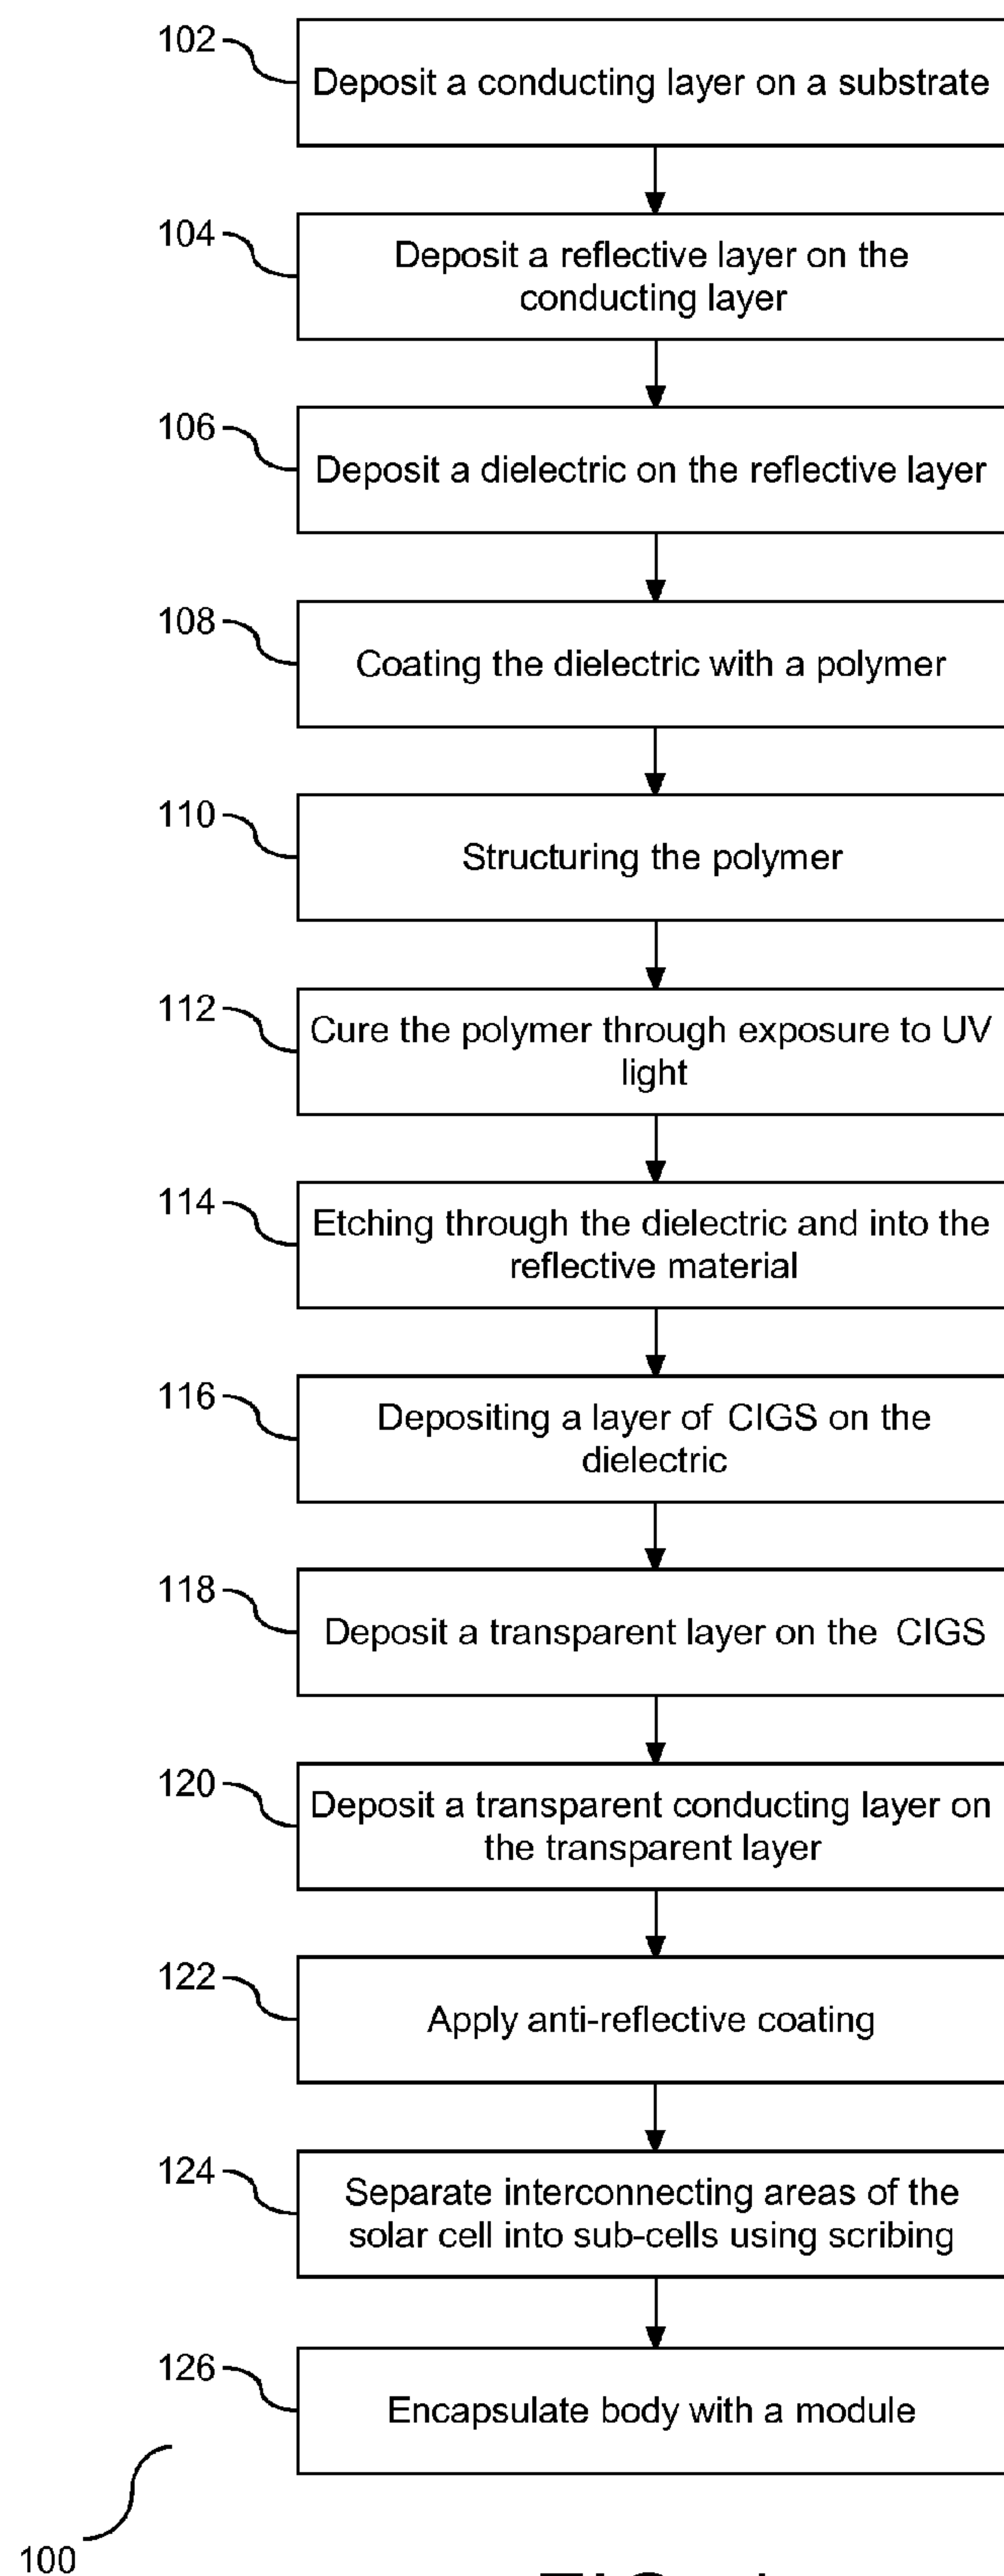 102
Deposit a conducting layer on a substrate
104
Deposit a reflective layer on the
conducting layer
106
Deposit a dielectric on the reflective layer
108
Coating the dielectric with a polymer
110
Structuring the polymer
112
Cure the polymer through exposure to UV
light
114
Etching through the dielectric and into the
reflective material
116
Depositing a layer of CIGS on the
dielectric
118
Deposit a transparent layer on the CIGS
120
Deposit a transparent conducting layer on
the transparent layer
122
Apply anti-reflective coating
124
Separate interconnecting areas of the
solar cell into sub-cells using scribing
126
Encapsulate body with a module
100